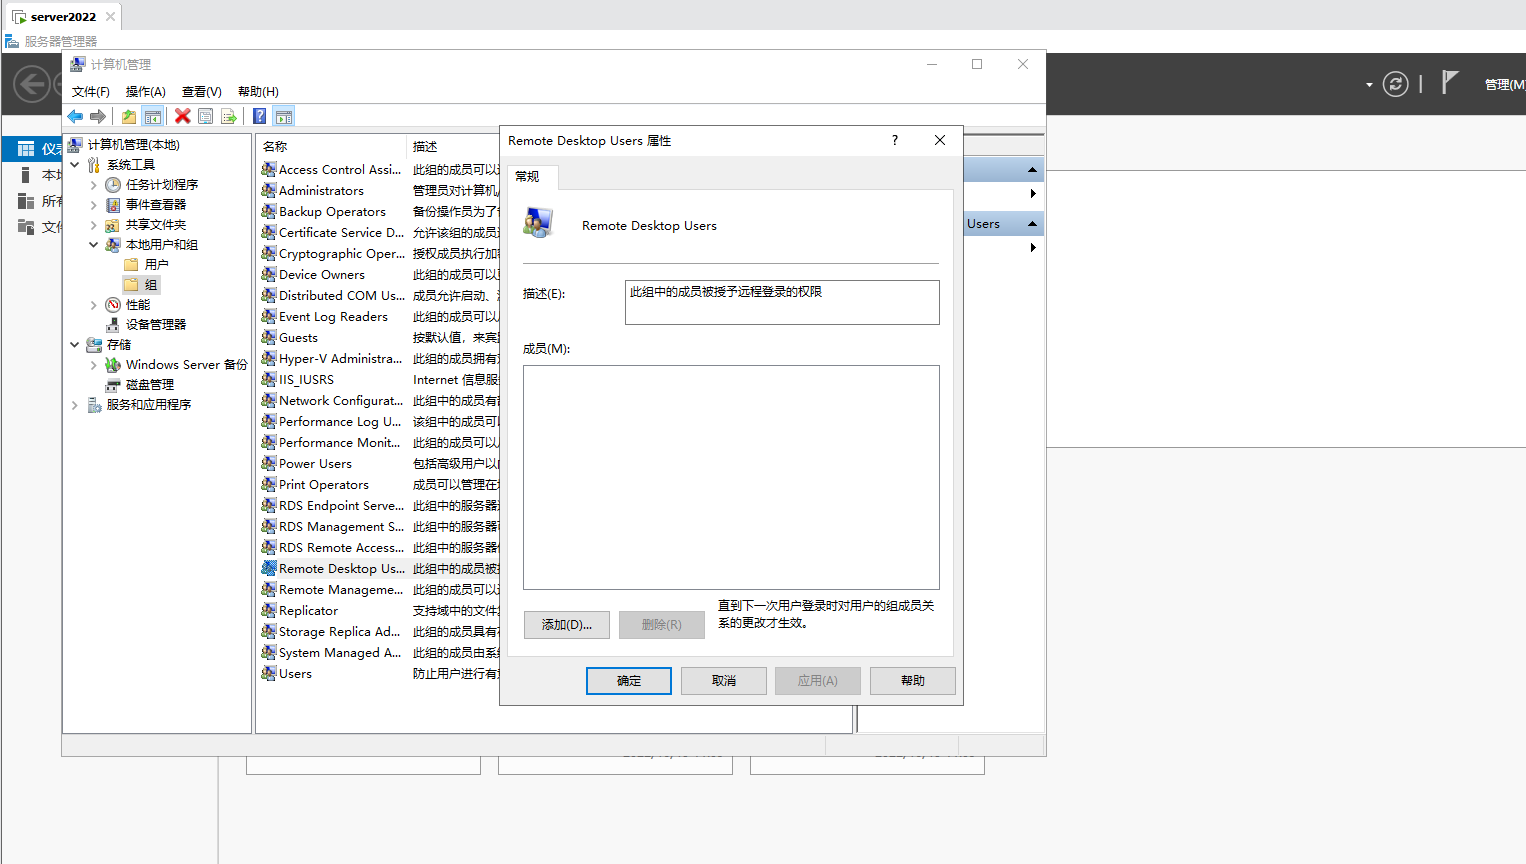 server2022
服务器管理器
管理(M
仪
本
所有
文件
计算机管理
文件(F) 操作(A) 查看(V) 帮助(H)
计算机管理(本地)
系统工具
任务计划程序
事件查看器
共享文件夹
本地用户和组
用户
组
性能
设备管理器
存储
Windows Server 备份
磁盘管理
服务和应用程序
名称 描述
Access Control Assi... 此组的成员可以
Administrators 管理员对计算机
Backup Operators 备份操作员为了
Certificate Service D... 允许该组的成员
Cryptographic Oper... 授权成员执行加
Device Owners 此组的成员可以
Distributed COM Us... 成员允许启动、
Event Log Readers 此组的成员可以
Guests 按默认值，来宾
Hyper-V Administra... 此组的成员拥有
IIS_IUSRS Internet 信息服
Network Configurat... 此组中的成员有
Performance Log U... 该组中的成员可
Performance Monit... 此组的成员可以
Power Users 包括高级用户以
Print Operators 成员可以管理在
RDS Endpoint Serve... 此组中的服务器
RDS Management S... 此组中的服务器
RDS Remote Access... 此组中的服务器
Remote Desktop Us... 此组中的成员被
Remote Manageme... 此组的成员可以
Replicator 支持域中的文件
Storage Replica Ad... 此组的成员具有
System Managed A... 此组的成员由系
Users 防止用户进行有
Users
Remote Desktop Users 属性
常规
Remote Desktop Users
描述(E):
此组中的成员被授予远程登录的权限
成员(M):
添加(D)... 删除(R)
直到下一次用户登录时对用户的组成员关
系的更改才生效。
确定 取消 应用(A) 帮助